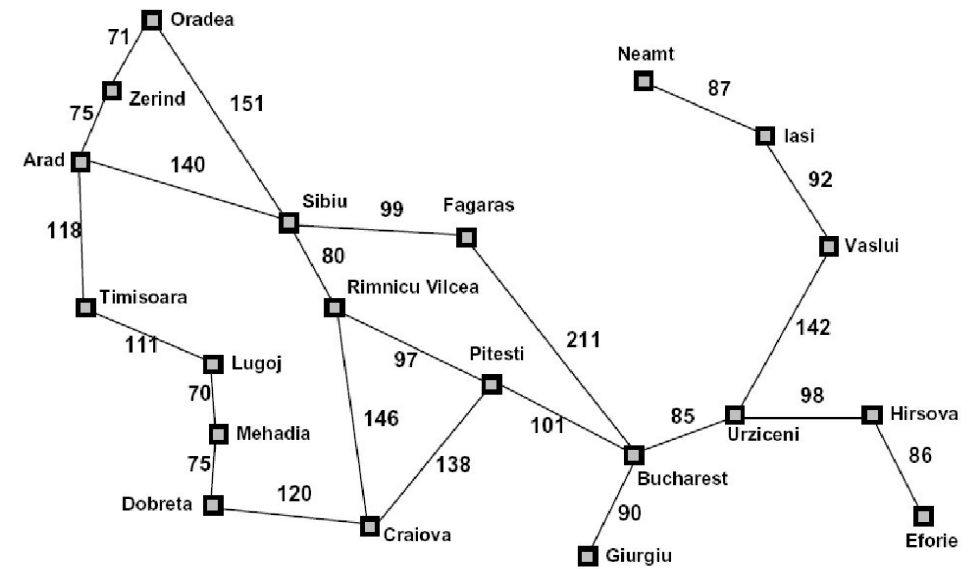 Oradea
71
Neamt
87
Zerind
151
75
Iasi
Arad
140
92
Sibiu
99
Fagaras
118
80
Vaslui
Timisoara
Rimnicu Vilcea
142
111
211
Lugoj
97
Pitesti
70
98
Hirsova
146
101
85
Urziceni
Mehadia
75
138
86
Bucharest
Dobreta
120
90
Craiova
Eforie
Giurgiu